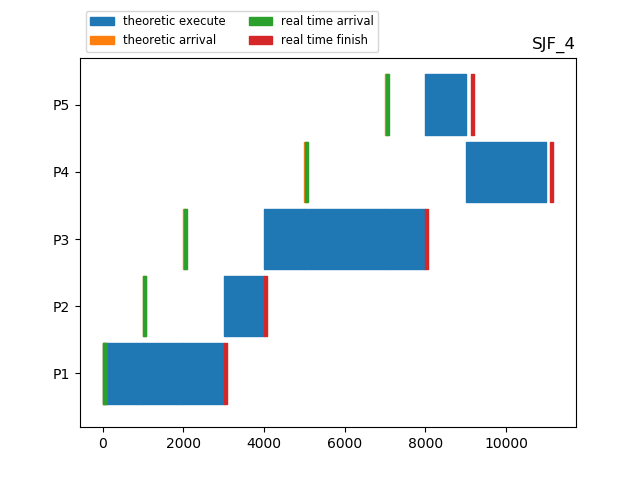 theoretic execute
theoretic arrival
real time arrival
real time finish
SJF_4
P5
P4
P3
P2
P1
0 2000 4000 6000 8000 10000